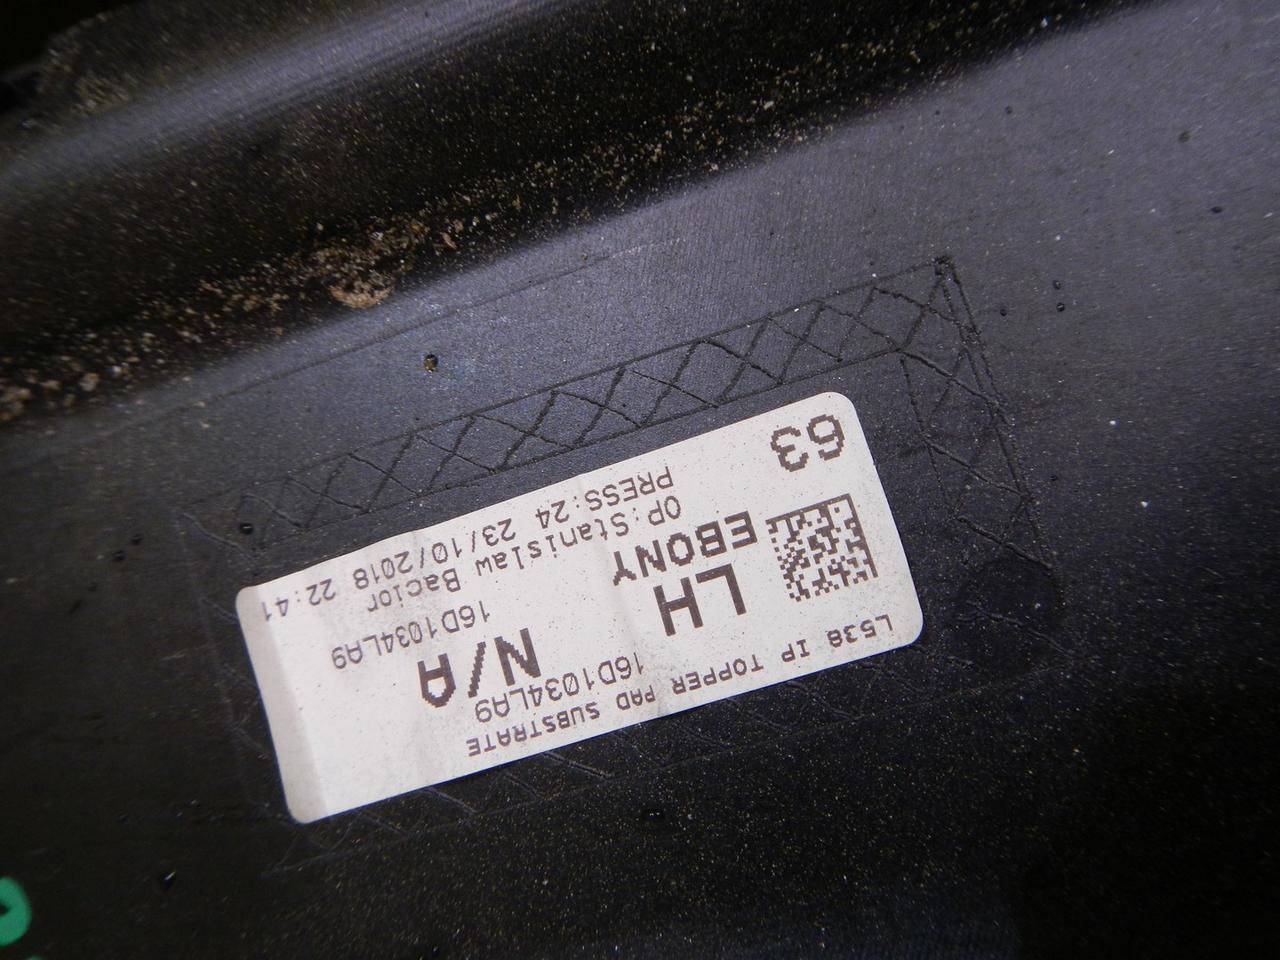 L538 IP TOPPER PAD SUBSTRATE
16D1034LA9
LH
N/A
EBONY
16D1034LA9
OP:Stanislaw Bacior
PRESS:24 23/10/2018 22:41
63